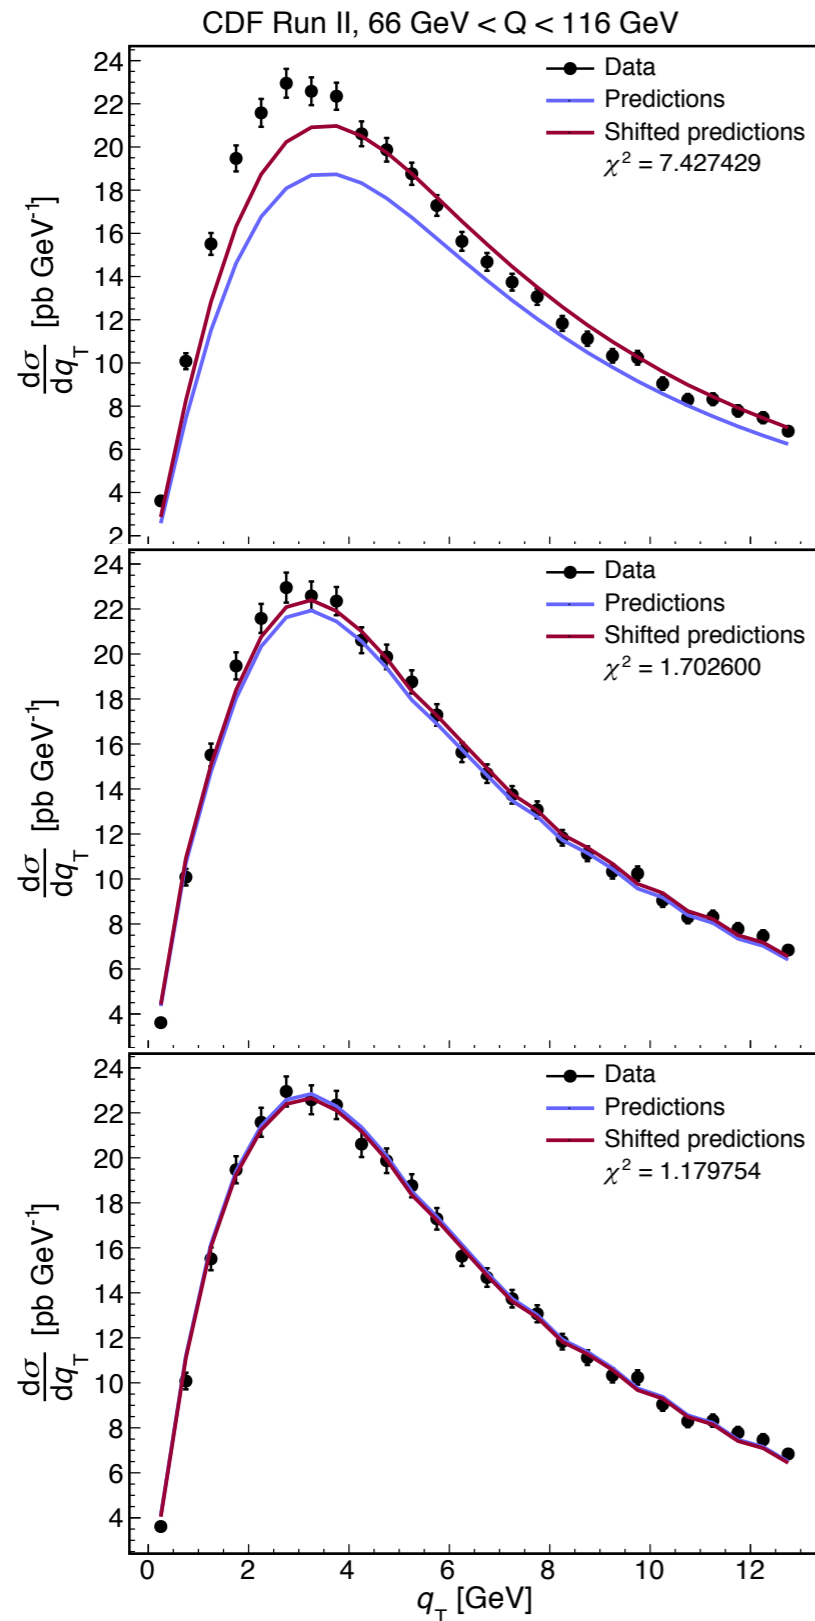 CDF Run II, 66 GeV < Q < 116 GeV
24
22
20
18
16
14
12
10
8
6
4
2
dσ
dq_T
[pb GeV⁻¹]
Data
Predictions
Shifted predictions
χ² = 7.427429
24
22
20
18
16
14
12
10
8
6
4
dσ
dq_T
[pb GeV⁻¹]
Data
Predictions
Shifted predictions
χ² = 1.702600
24
22
20
18
16
14
12
10
8
6
4
dσ
dq_T
[pb GeV⁻¹]
Data
Predictions
Shifted predictions
χ² = 1.179754
0 2 4 6 8 10 12
q_T [GeV]